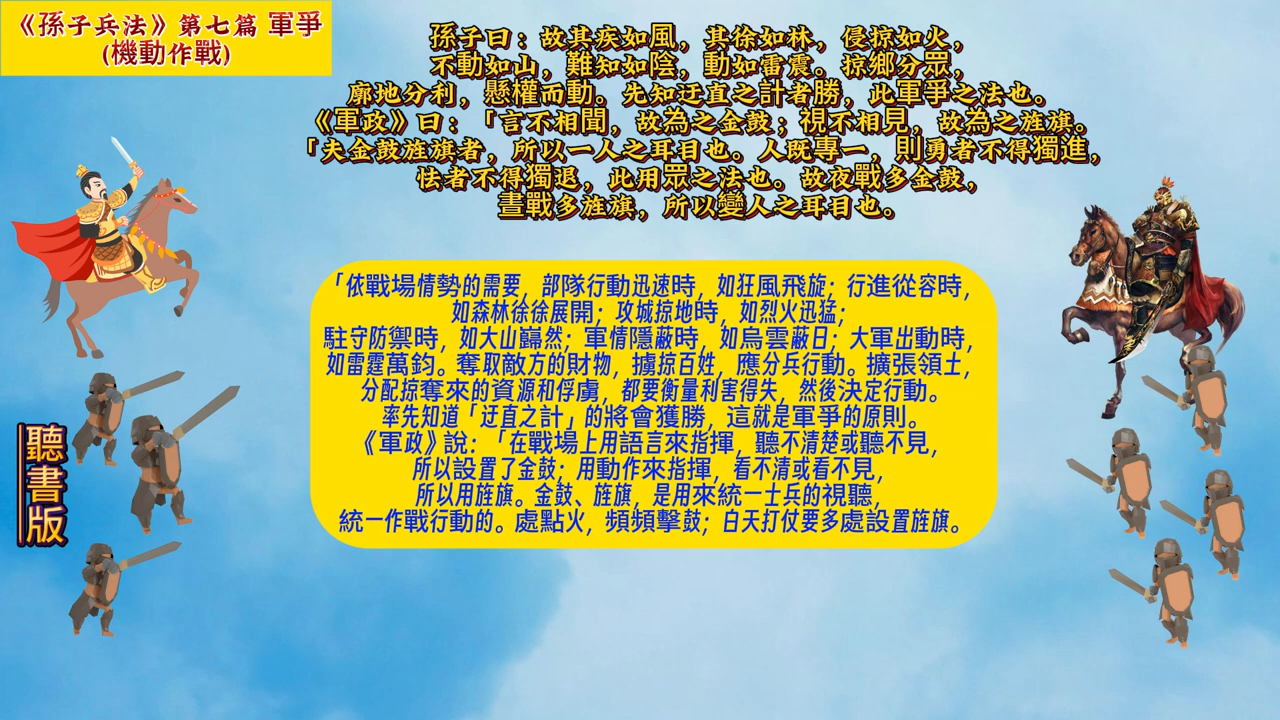 《孫子兵法》第七篇 軍爭
(機動作戰)
孫子曰：故其疾如風，其徐如林，侵掠如火，
不動如山，難知如陰，動如雷震。掠鄉分眾，
廓地分利，懸權而動。先知迂直之計者勝，此軍爭之法也。
《軍政》曰：「言不相聞，故為之金鼓；視不相見，故為之旌旗。
「夫金鼓旌旗者，所以一人之耳目也。人既專一，則勇者不得獨進，
怯者不得獨退，此用眾之法也。故夜戰多金鼓，
晝戰多旌旗，所以變人之耳目也。
「依戰場情勢的需要，部隊行動迅速時，如狂風飛旋；行進從容時，
如森林徐徐展開；攻城掠地時，如烈火迅猛；
駐守防禦時，如大山巋然；軍情隱蔽時，如烏雲蔽日；大軍出動時，
如雷霆萬鈞。奪取敵方的財物，擄掠百姓，應分兵行動。擴張領土，
分配掠奪來的資源和俘虜，都要衡量利害得失，然後決定行動。
率先知道「迂直之計」的將會獲勝，這就是軍爭的原則。
《軍政》說：「在戰場上用語言來指揮，聽不清楚或聽不見，
所以設置了金鼓；用動作來指揮，看不清或看不見，
所以用旌旗。金鼓、旌旗，是用來統一士兵的視聽，
統一作戰行動的。處點火，頻頻擊鼓；白天打仗要多處設置旌旗。
聽書版